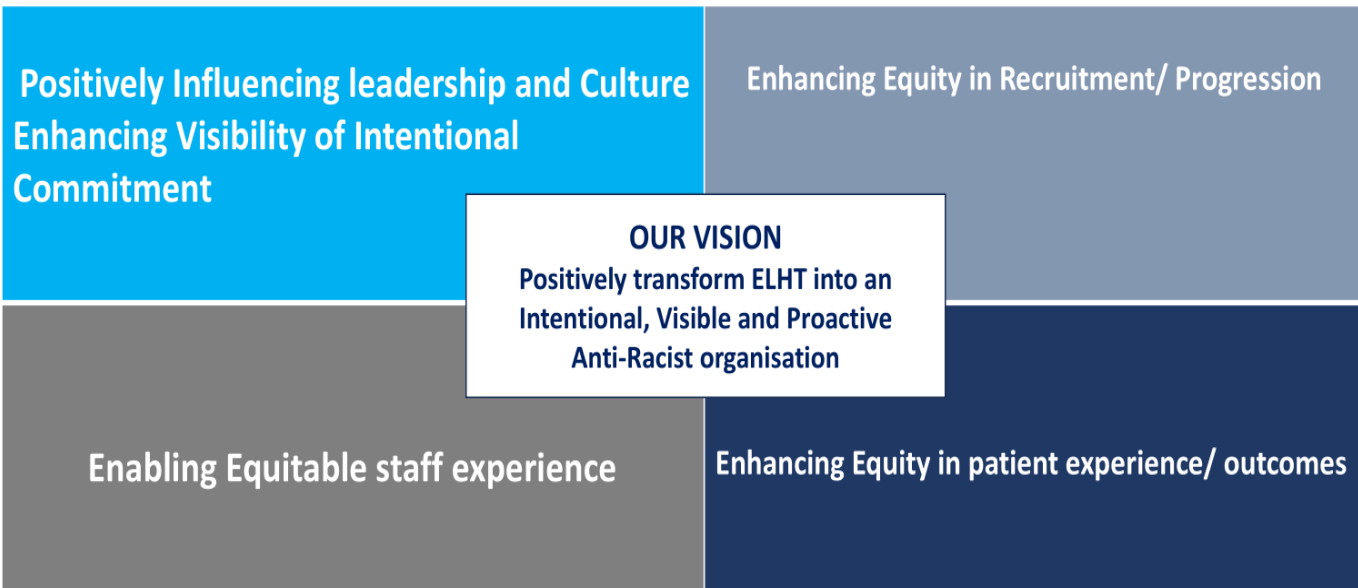 Positively Influencing leadership and Culture
Enhancing Visibility of Intentional
Commitment
Enhancing Equity in Recruitment/ Progression
OUR VISION
Positively transform ELHT into an
Intentional, Visible and Proactive
Anti-Racist organisation
Enabling Equitable staff experience
Enhancing Equity in patient experience/ outcomes